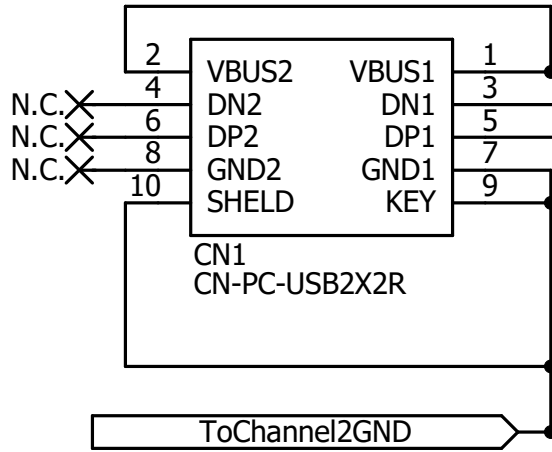 2 VBUS2 VBUS1 1
N.C. 4 DN2 DN1 3
N.C. 6 DP2 DP1 5
N.C. 8 GND2 GND1 7
10 SHELD KEY 9
CN1
CN-PC-USB2X2R
ToChannel2GND